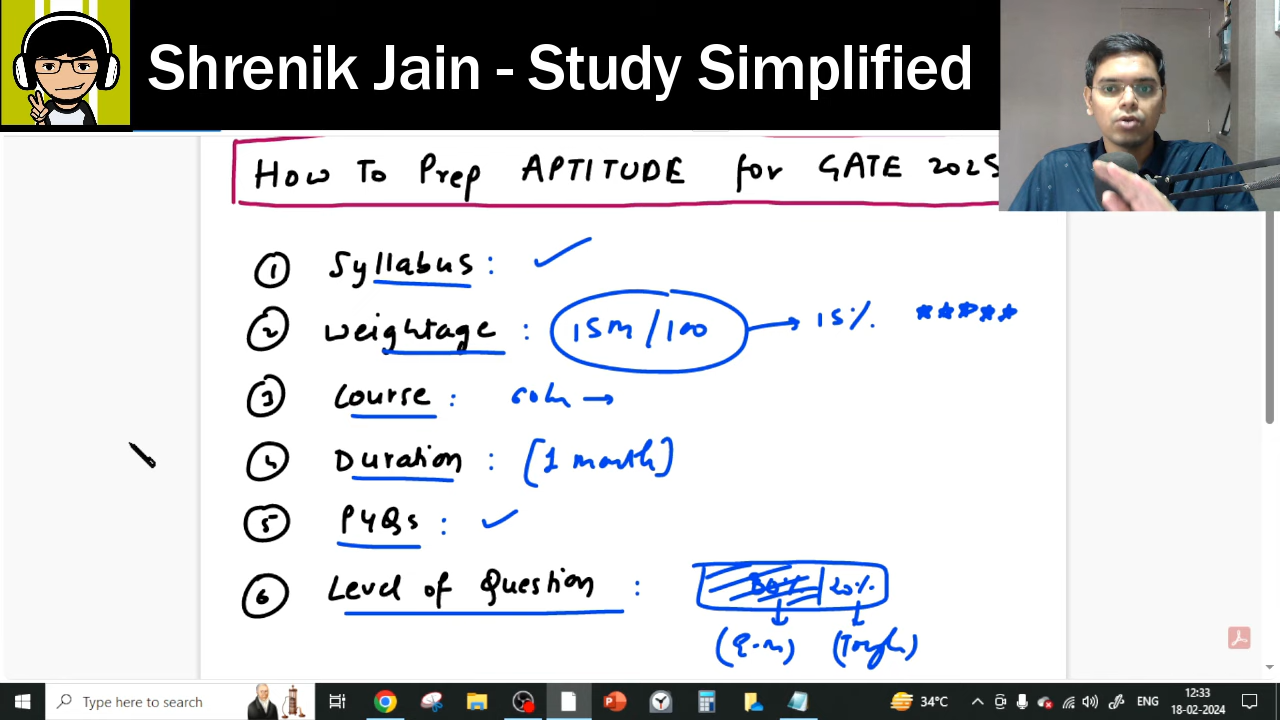 Shrenik Jain - Study Simplified
How To Prep APTITUDE for GATE 2025
1 Syllabus :
2 Weightage : 15M/100 → 15%
3 Course : →
4 Duration : [1 month]
5 PYQs :
6 Level of Question : 80% 20%
(E-M) (Tough)
Type here to search
34°C
ENG
12:33
18-02-2024